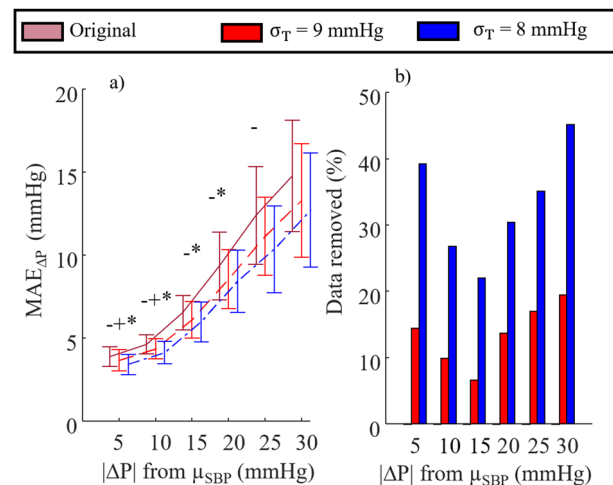 Original σT = 9 mmHg σT = 8 mmHg
a)
20
15
10
5
0
MAEΔP (mmHg)
-+*
-+*
-*
-*
-
5 10 15 20 25 30
|ΔP| from μSBP (mmHg)
b)
50
40
30
20
10
0
Data removed (%)
5 10 15 20 25 30
|ΔP| from μSBP (mmHg)